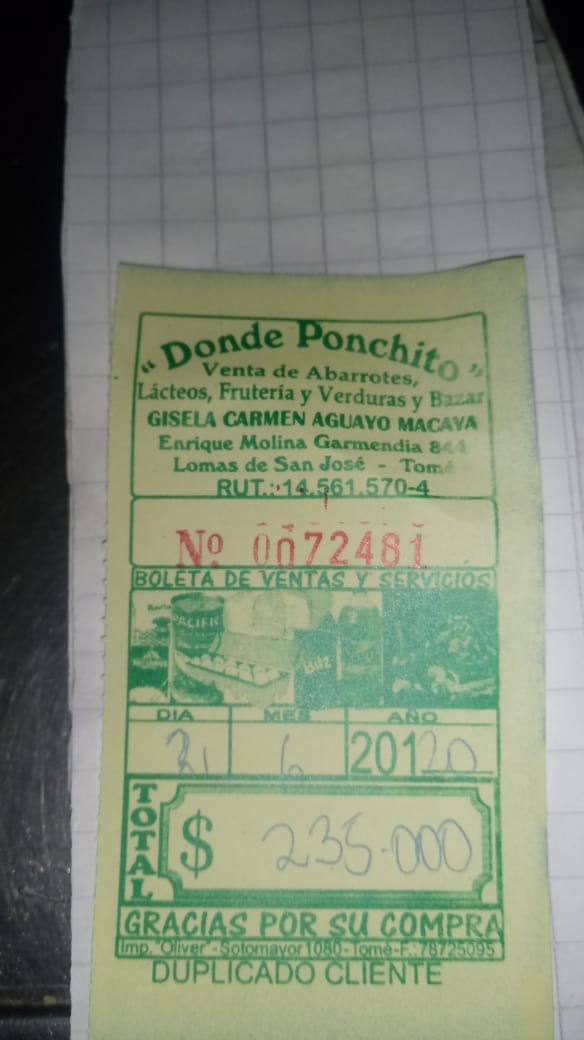 "Donde Ponchito"
Venta de Abarrotes,
Lácteos, Frutería y Verduras y Bazar
GISELA CARMEN AGUAYO MACAYA
Enrique Molina Garmendia 844
Lomas de San José - Tomé
RUT.: 14.561.570-4
Nº 0072481
BOLETA DE VENTAS Y SERVICIOS
PACIFIC
Bilz
DIA MES AÑO
21 6 20120
TOTAL $ 235-000
GRACIAS POR SU COMPRA
Imp. "Oliver" - Sotomayor 1080 - Tomé - F.: 78725095
DUPLICADO CLIENTE